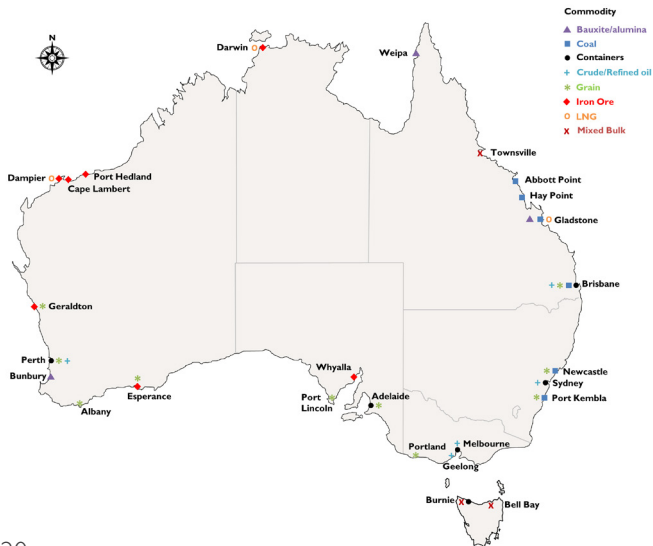 Commodity
Bauxite/alumina
Coal
Containers
Crude/Refined oil
Grain
Iron Ore
LNG
Mixed Bulk
N
Darwin
Weipa
Townsville
Port Hedland
Dampier
Cape Lambert
Abbott Point
Hay Point
Gladstone
Brisbane
Geraldton
Perth
Bunbury
Esperance
Albany
Whyalla
Port
Lincoln
Adelaide
Newcastle
Sydney
Port Kembla
Portland
Melbourne
Geelong
Burnie
Bell Bay